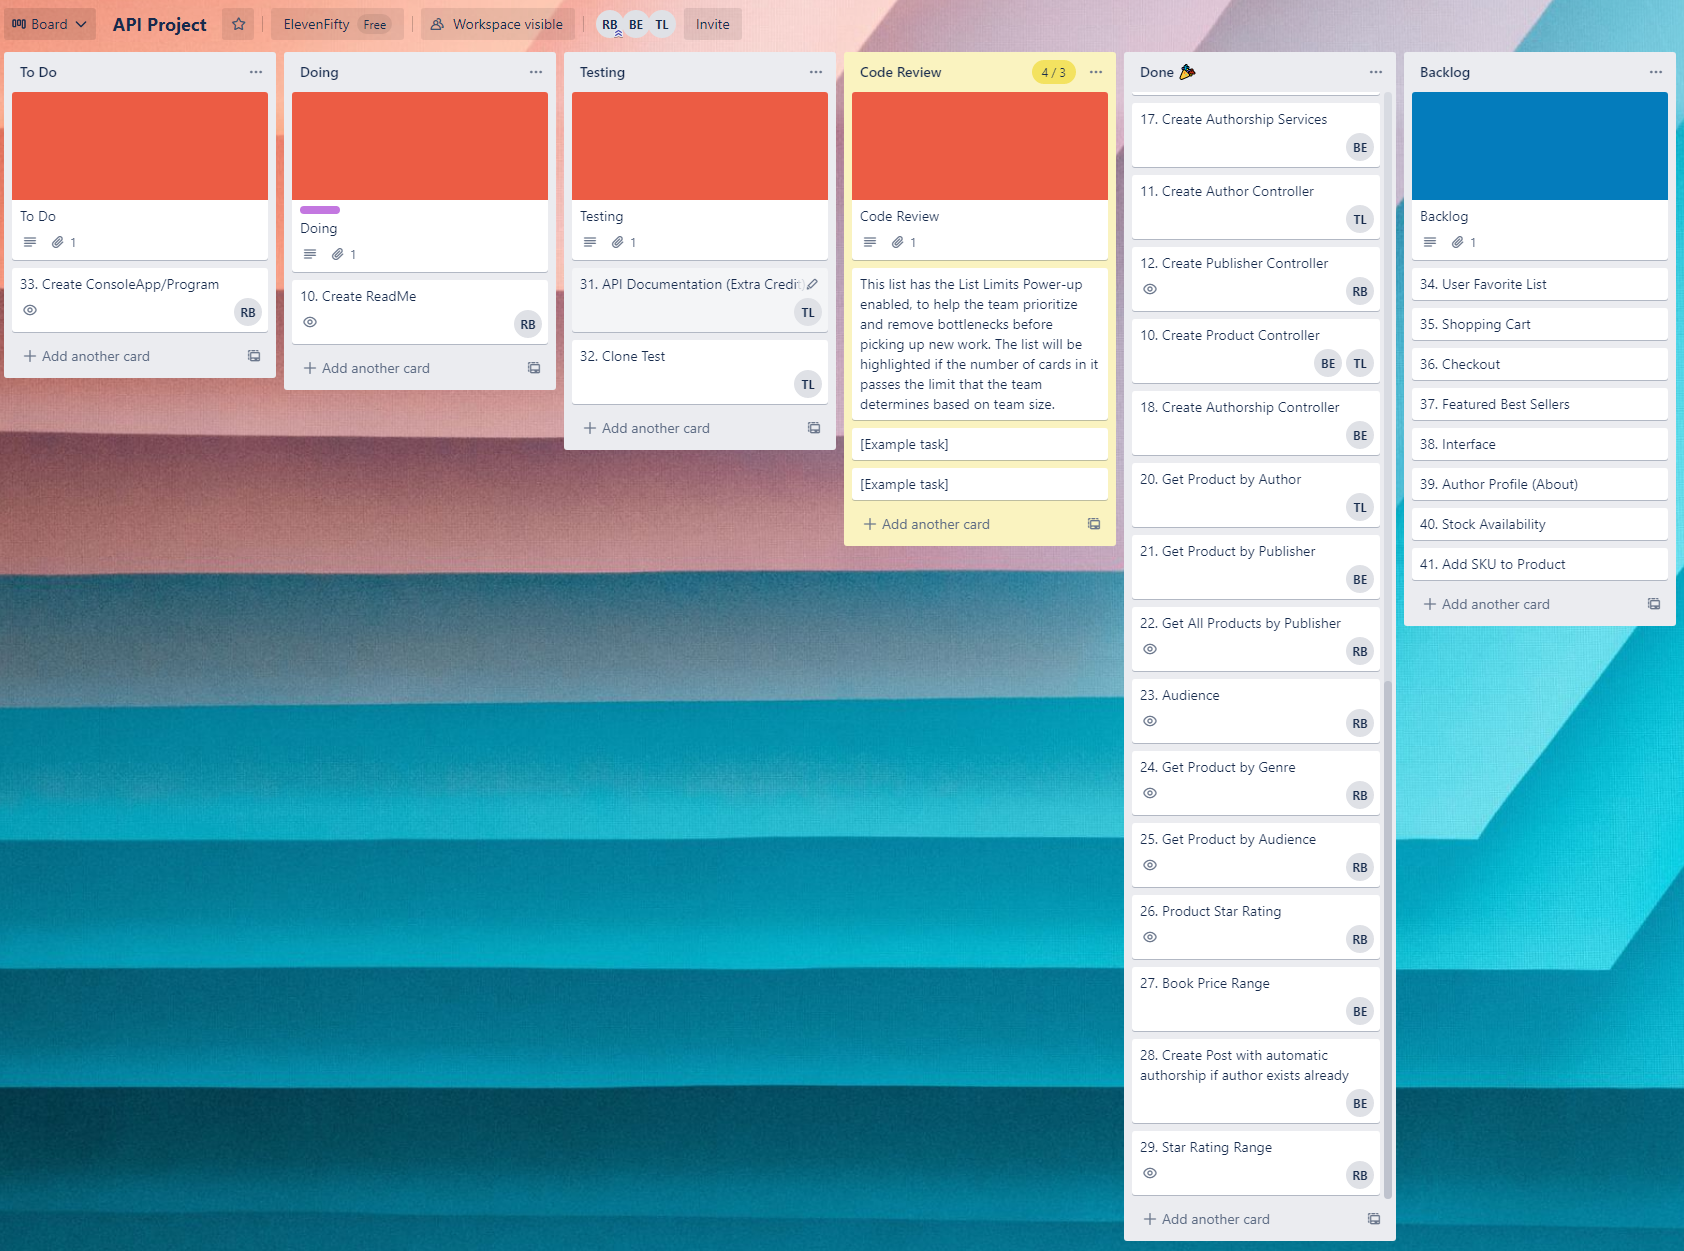 Board
API Project
ElevenFifty Free
Workspace visible
RB BE TL
Invite
To Do
To Do
1
33. Create ConsoleApp/Program
RB
Add another card
Doing
Doing
1
10. Create ReadMe
RB
Add another card
Testing
Testing
1
31. API Documentation (Extra Credit)
TL
32. Clone Test
TL
Add another card
Code Review 4 / 3
Code Review
1
This list has the List Limits Power-up
enabled, to help the team prioritize
and remove bottlenecks before
picking up new work. The list will be
highlighted if the number of cards in it
passes the limit that the team
determines based on team size.
[Example task]
[Example task]
Add another card
Done
17. Create Authorship Services
BE
11. Create Author Controller
TL
12. Create Publisher Controller
RB
10. Create Product Controller
BE TL
18. Create Authorship Controller
BE
20. Get Product by Author
TL
21. Get Product by Publisher
BE
22. Get All Products by Publisher
RB
23. Audience
RB
24. Get Product by Genre
RB
25. Get Product by Audience
RB
26. Product Star Rating
RB
27. Book Price Range
BE
28. Create Post with automatic
authorship if author exists already
BE
29. Star Rating Range
RB
Add another card
Backlog
Backlog
1
34. User Favorite List
35. Shopping Cart
36. Checkout
37. Featured Best Sellers
38. Interface
39. Author Profile (About)
40. Stock Availability
41. Add SKU to Product
Add another card